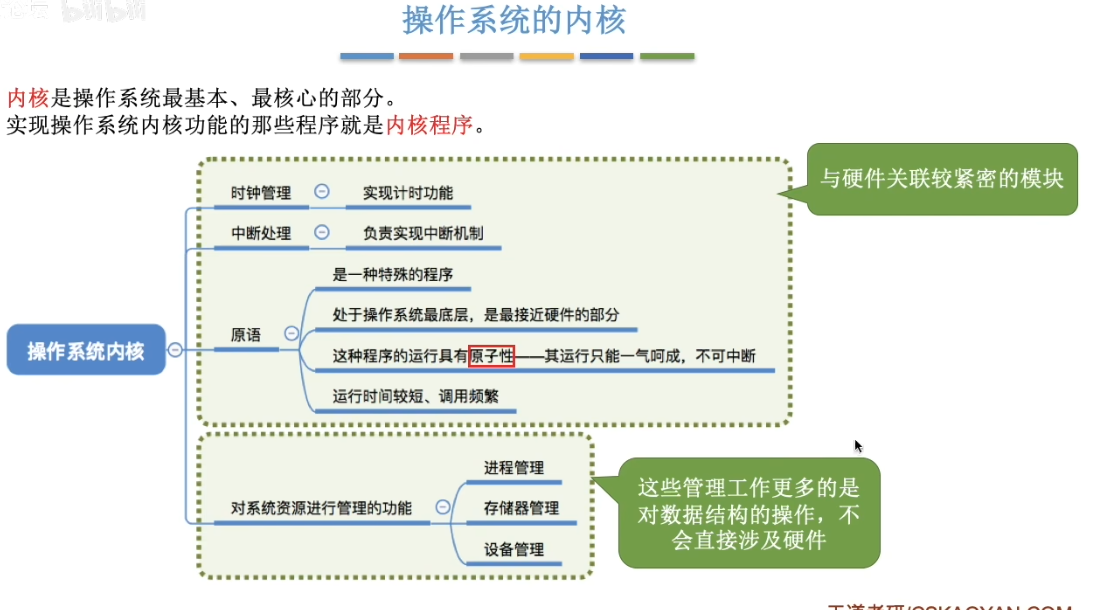 操作系统的内核
内核是操作系统最基本、最核心的部分。
实现操作系统内核功能的那些程序就是内核程序。
与硬件关联较紧密的模块
时钟管理
实现计时功能
中断处理
负责实现中断机制
是一种特殊的程序
处于操作系统最底层，是最接近硬件的部分
原语
这种程序的运行具有原子性——其运行只能一气呵成，不可中断
运行时间较短、调用频繁
操作系统内核
进程管理
对系统资源进行管理的功能
存储器管理
设备管理
这些管理工作更多的是
对数据结构的操作，不
会直接涉及硬件
王道考研/CSKAOYAN.COM